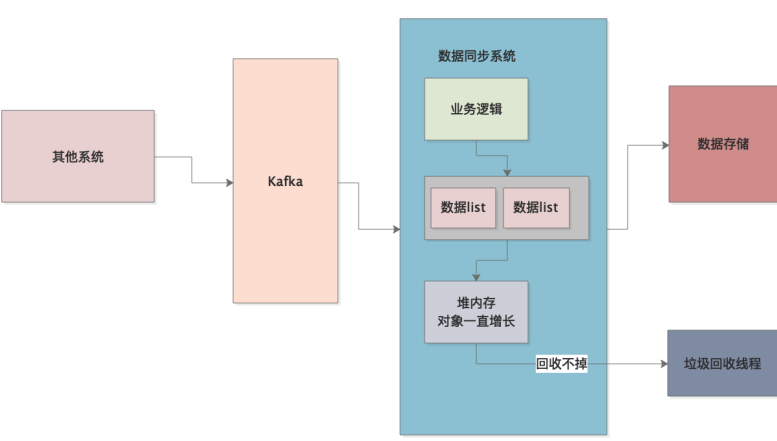 其他系统
Kafka
数据同步系统
业务逻辑
数据list
数据list
堆内存
对象一直增长
回收不掉
数据存储
垃圾回收线程